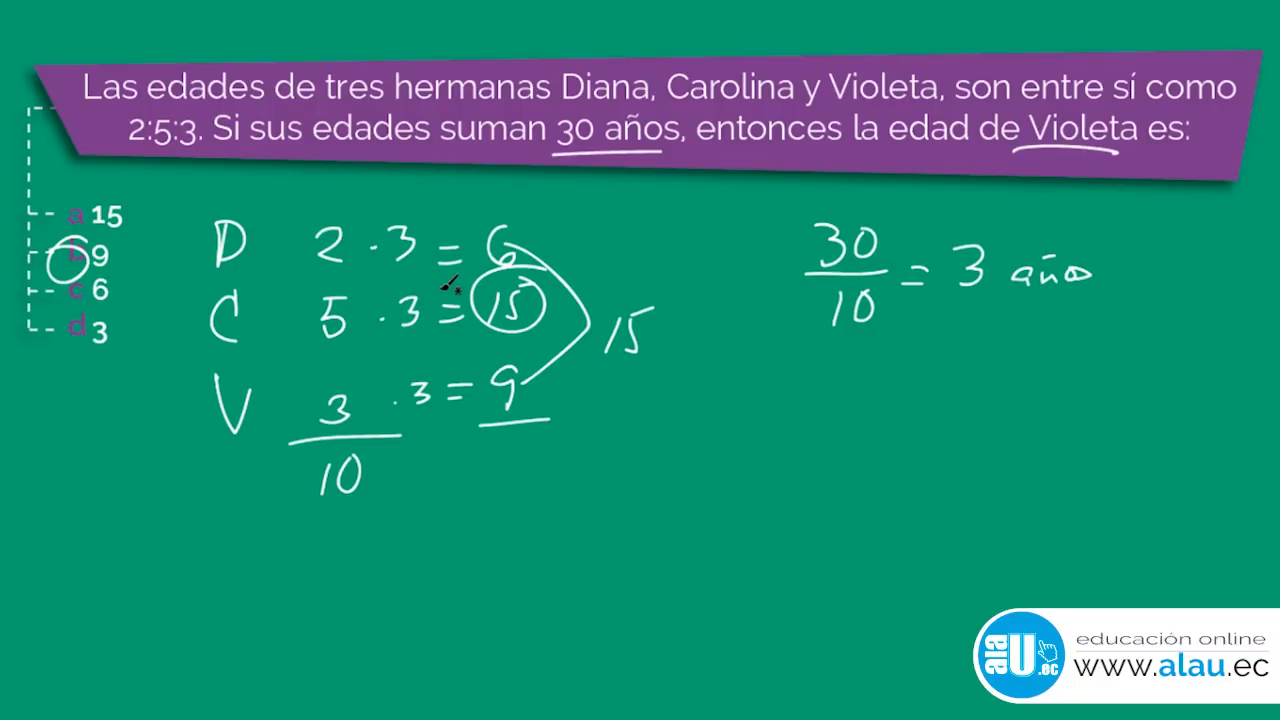 Las edades de tres hermanas Diana, Carolina y Violeta, son entre sí como
2:5:3. Si sus edades suman 30 años, entonces la edad de Violeta es:
a 15
b 9
c 6
d 3
D 2 · 3 = 6
C 5 · 3 = 15
V 3 · 3 = 9
10
15
30
10 = 3 años
alaU.ec
educación online
www.alau.ec